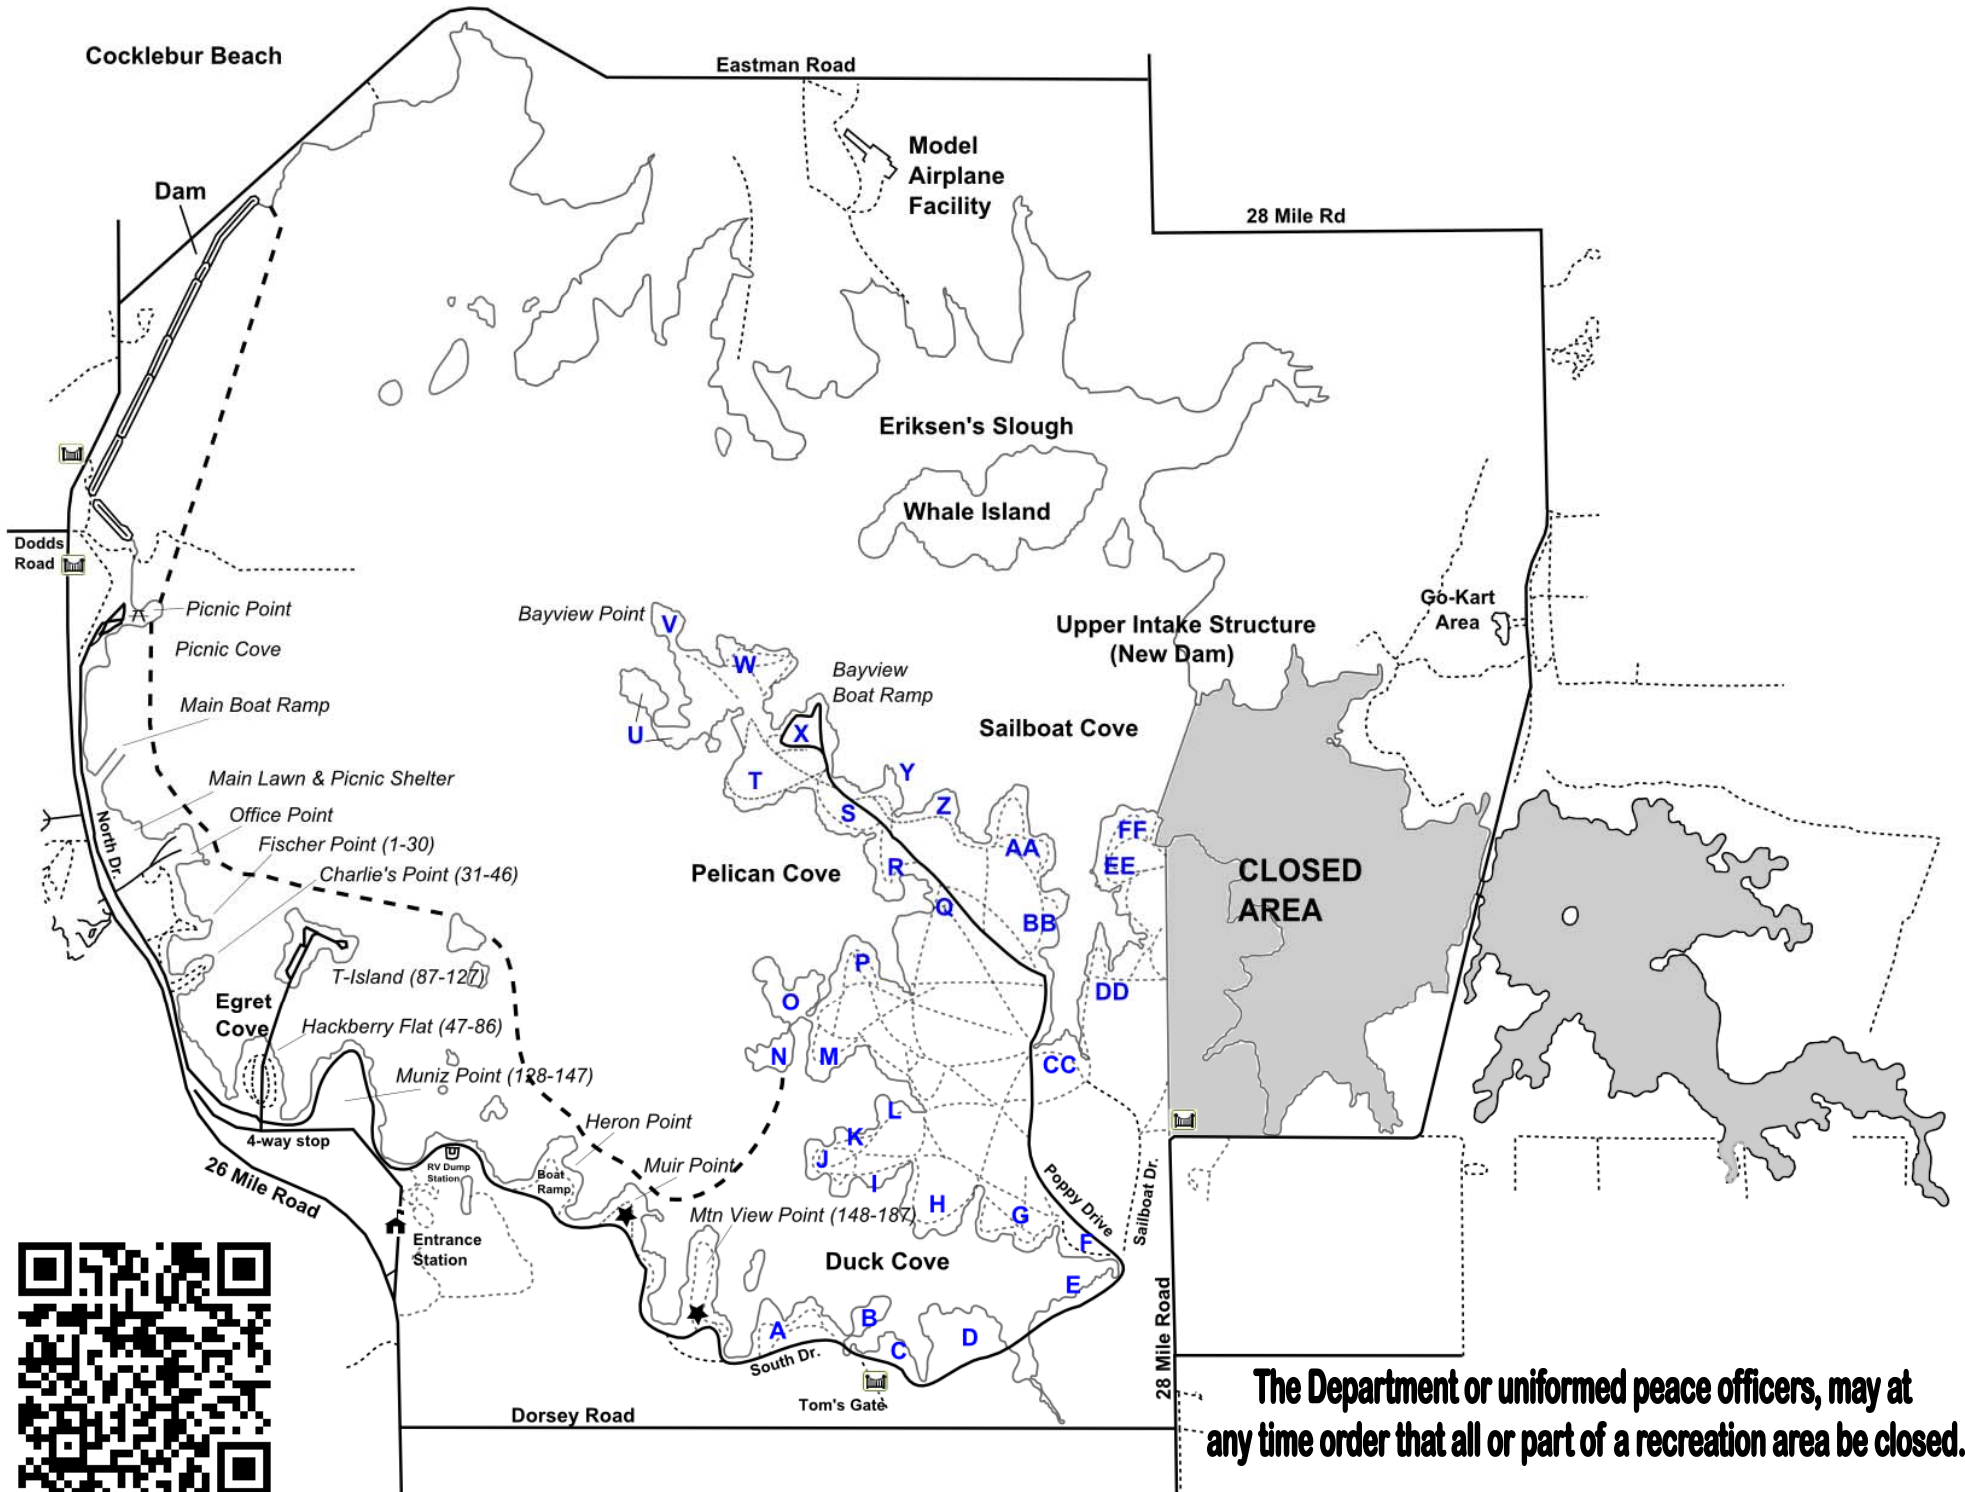 Cocklebur Beach
Eastman Road
Model
Airplane
Facility
Dam
28 Mile Rd
Eriksen's Slough
Whale Island
Dodds
Road
Picnic Point
Picnic Cove
Bayview Point
V
W
U
X
Bayview
Boat Ramp
Upper Intake Structure
(New Dam)
Go-Kart
Area
Main Boat Ramp
Sailboat Cove
Main Lawn & Picnic Shelter
Office Point
Fischer Point (1-30)
Charlie's Point (31-46)
North Dr.
T
S
Y
Z
AA
R
Q
BB
FF
EE
DD
CC
CLOSED
AREA
Pelican Cove
P
O
N
M
Egret
Cove
T-Island (87-127)
Hackberry Flat (47-86)
Muniz Point (128-147)
4-way stop
26 Mile Road
RV Dump
Station
Boat
Ramp
Heron Point
Muir Point
Mtn View Point (148-187)
L
K
J
I
H
G
F
E
Poppy Drive
Sailboat Dr.
Entrance
Station
Duck Cove
A
B
C
D
South Dr.
Tom's Gate
28 Mile Road
Dorsey Road
The Department or uniformed peace officers, may at
any time order that all or part of a recreation area be closed.